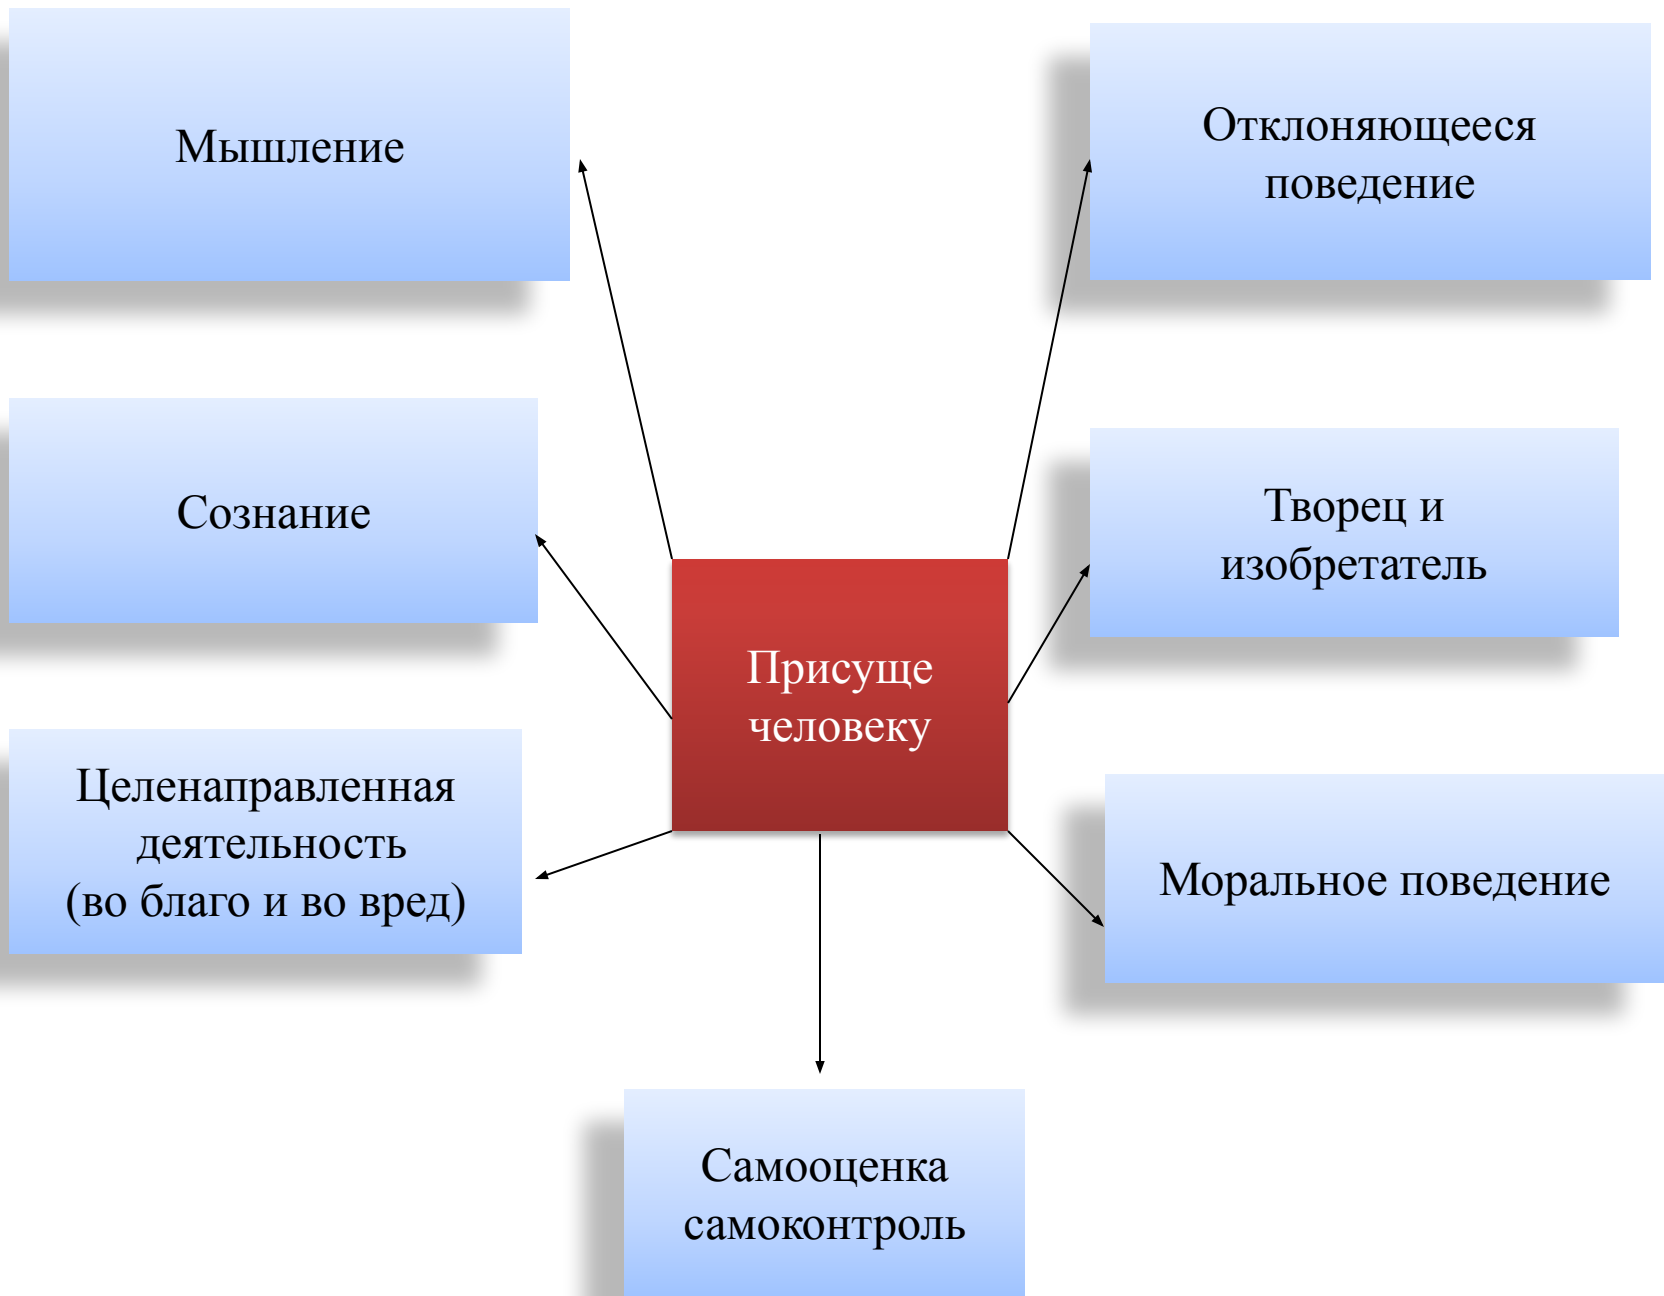 Мышление
Отклоняющееся
поведение
Сознание
Творец и
изобретатель
Присуще
человеку
Целенаправленная
деятельность
(во благо и во вред)
Моральное поведение
Самооценка
самоконтроль